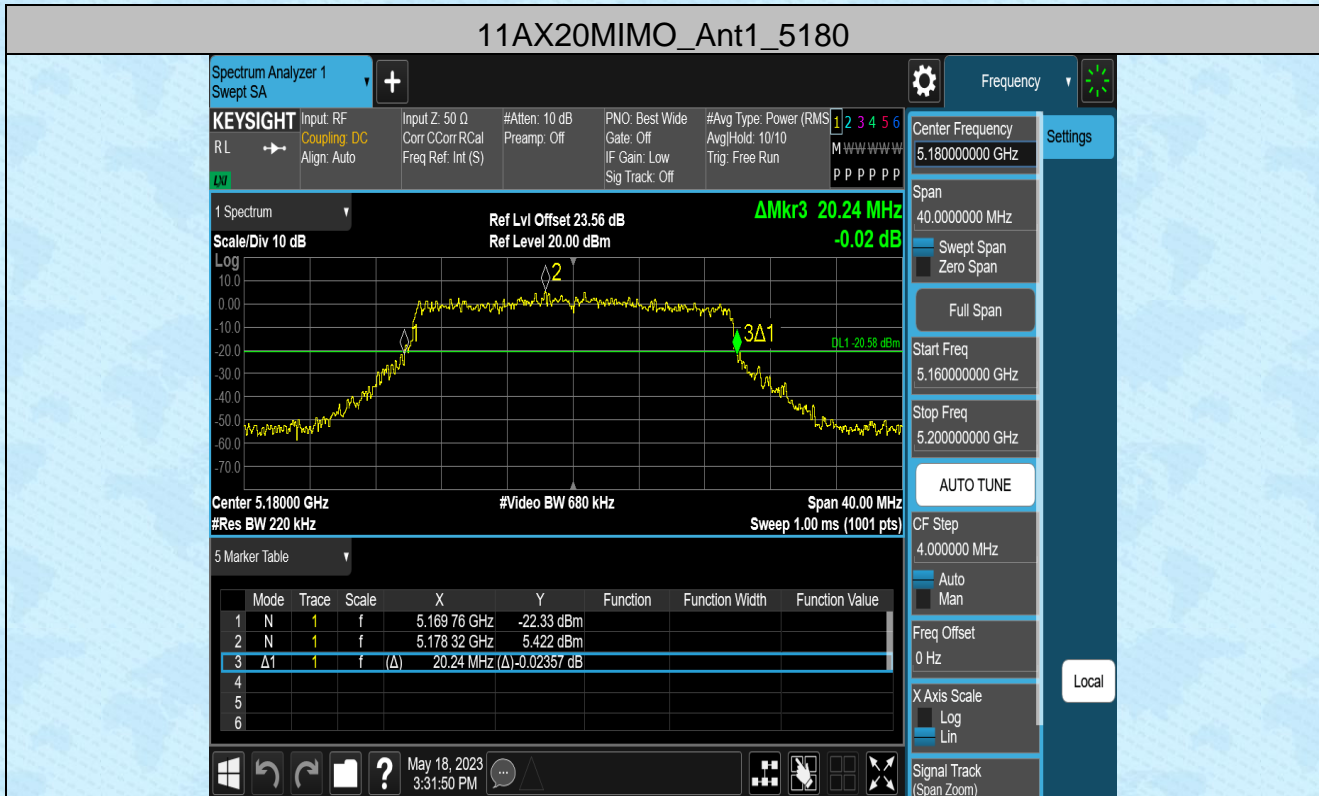 11AX20MIMO_Ant1_5180
Spectrum Analyzer 1
Swept SA
Frequency
KEYSIGHT
RL
LXI
Input: RF
Coupling: DC
Align: Auto
Input Z: 50 Ω
Corr CCorr RCal
Freq Ref: Int (S)
#Atten: 10 dB
Preamp: Off
PNO: Best Wide
Gate: Off
IF Gain: Low
Sig Track: Off
#Avg Type: Power (RMS
Avg|Hold: 10/10
Trig: Free Run
1 2 3 4 5 6
M W W W W W
P P P P P P
1 Spectrum
Scale/Div 10 dB
Ref Lvl Offset 23.56 dB
Ref Level 20.00 dBm
ΔMkr3 20.24 MHz
-0.02 dB
Log
10.0
0.00
-10.0
-20.0
-30.0
-40.0
-50.0
-60.0
-70.0
1
2
3Δ1
DL1 -20.58 dBm
Center 5.18000 GHz
#Video BW 680 kHz
Span 40.00 MHz
#Res BW 220 kHz
Sweep 1.00 ms (1001 pts)
5 Marker Table
Mode Trace Scale X Y Function Function Width Function Value
1 N 1 f 5.169 76 GHz -22.33 dBm
2 N 1 f 5.178 32 GHz 5.422 dBm
3 Δ1 1 f (Δ) 20.24 MHz (Δ) -0.02357 dB
4
5
6
?
May 18, 2023
3:31:50 PM
Center Frequency
5.180000000 GHz
Settings
Span
40.0000000 MHz
Swept Span
Zero Span
Full Span
Start Freq
5.160000000 GHz
Stop Freq
5.200000000 GHz
AUTO TUNE
CF Step
4.000000 MHz
Auto
Man
Freq Offset
0 Hz
X Axis Scale
Log
Lin
Local
Signal Track
(Span Zoom)